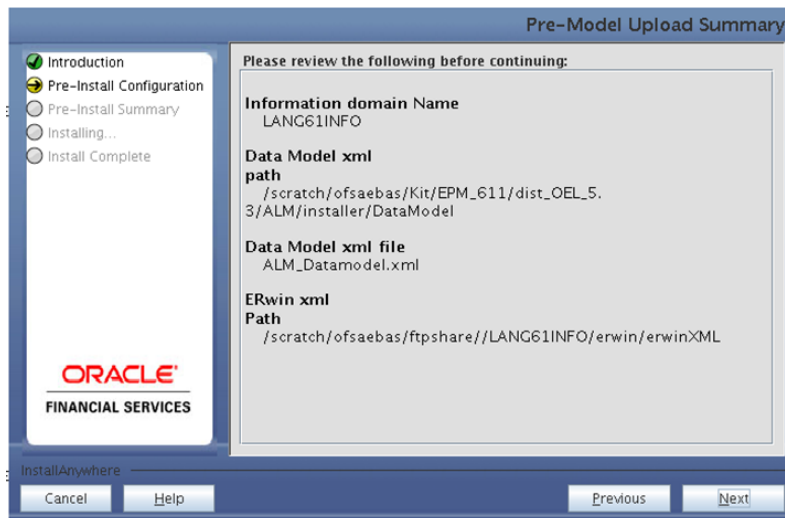 Pre-Model Upload Summary
Introduction
Pre-Install Configuration
Pre-Install Summary
Installing...
Install Complete
ORACLE
FINANCIAL SERVICES
Please review the following before continuing:
Information domain Name
LANG61INFO
Data Model xml
path
/scratch/ofsaebas/Kit/EPM_611/dist_OEL_5.
3/ALM/installer/DataModel
Data Model xml file
ALM_Datamodel.xml
ERwin xml
Path
/scratch/ofsaebas/ftpshare//LANG61INFO/erwin/erwinXML
InstallAnywhere
Cancel
Help
Previous
Next